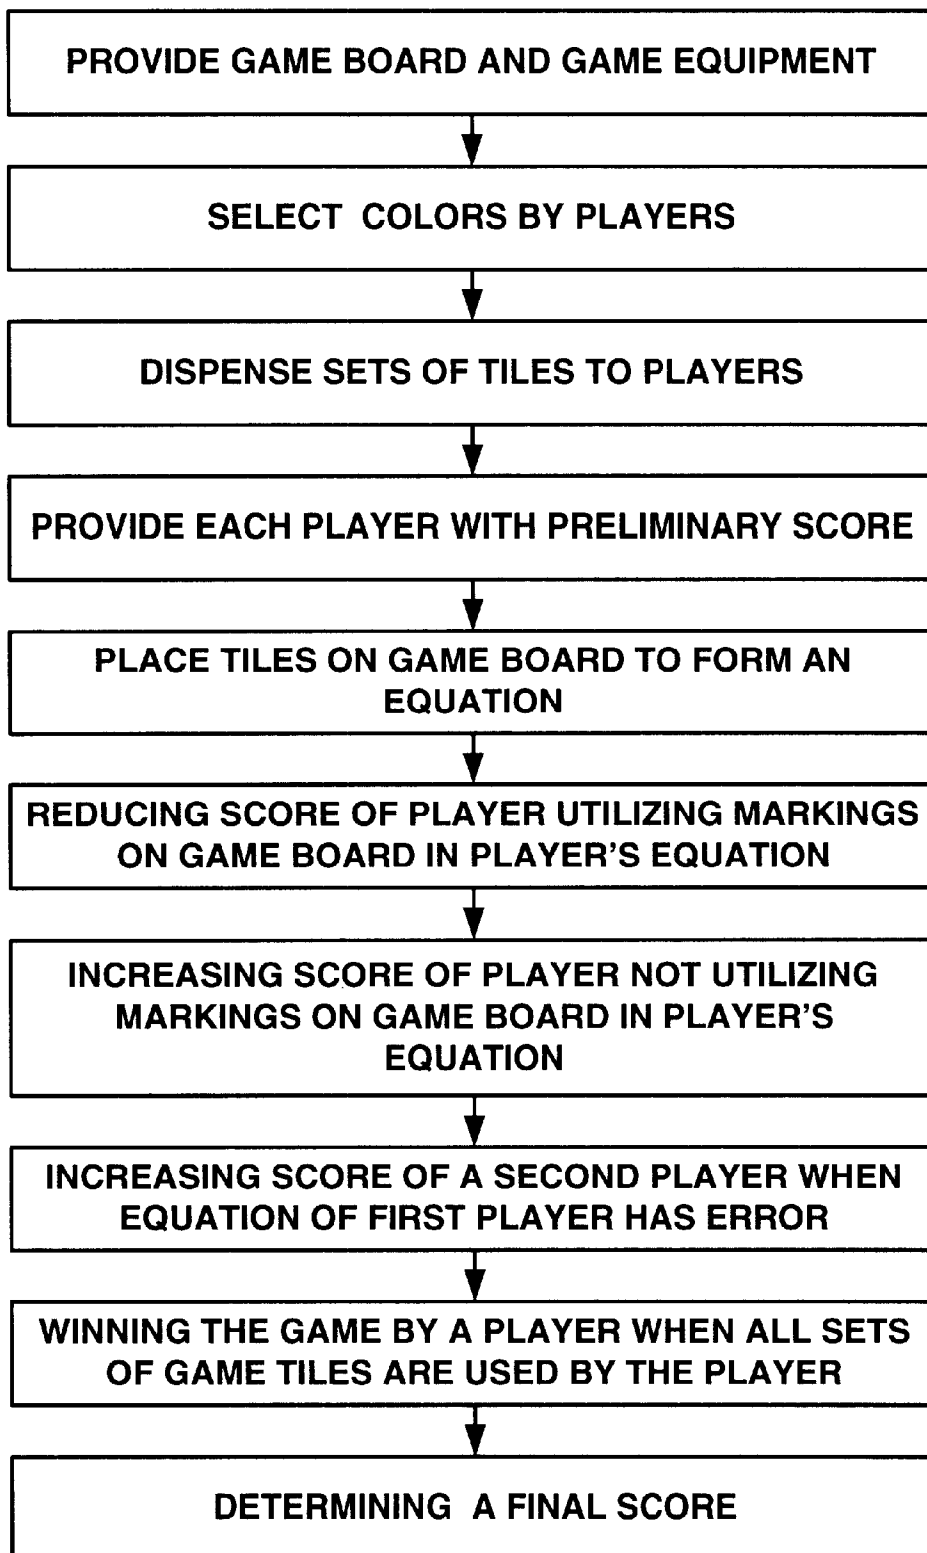 PROVIDE GAME BOARD AND GAME EQUIPMENT
SELECT COLORS BY PLAYERS
DISPENSE SETS OF TILES TO PLAYERS
PROVIDE EACH PLAYER WITH PRELIMINARY SCORE
PLACE TILES ON GAME BOARD TO FORM AN
EQUATION
REDUCING SCORE OF PLAYER UTILIZING MARKINGS
ON GAME BOARD IN PLAYER'S EQUATION
INCREASING SCORE OF PLAYER NOT UTILIZING
MARKINGS ON GAME BOARD IN PLAYER'S
EQUATION
INCREASING SCORE OF A SECOND PLAYER WHEN
EQUATION OF FIRST PLAYER HAS ERROR
WINNING THE GAME BY A PLAYER WHEN ALL SETS
OF GAME TILES ARE USED BY THE PLAYER
DETERMINING A FINAL SCORE